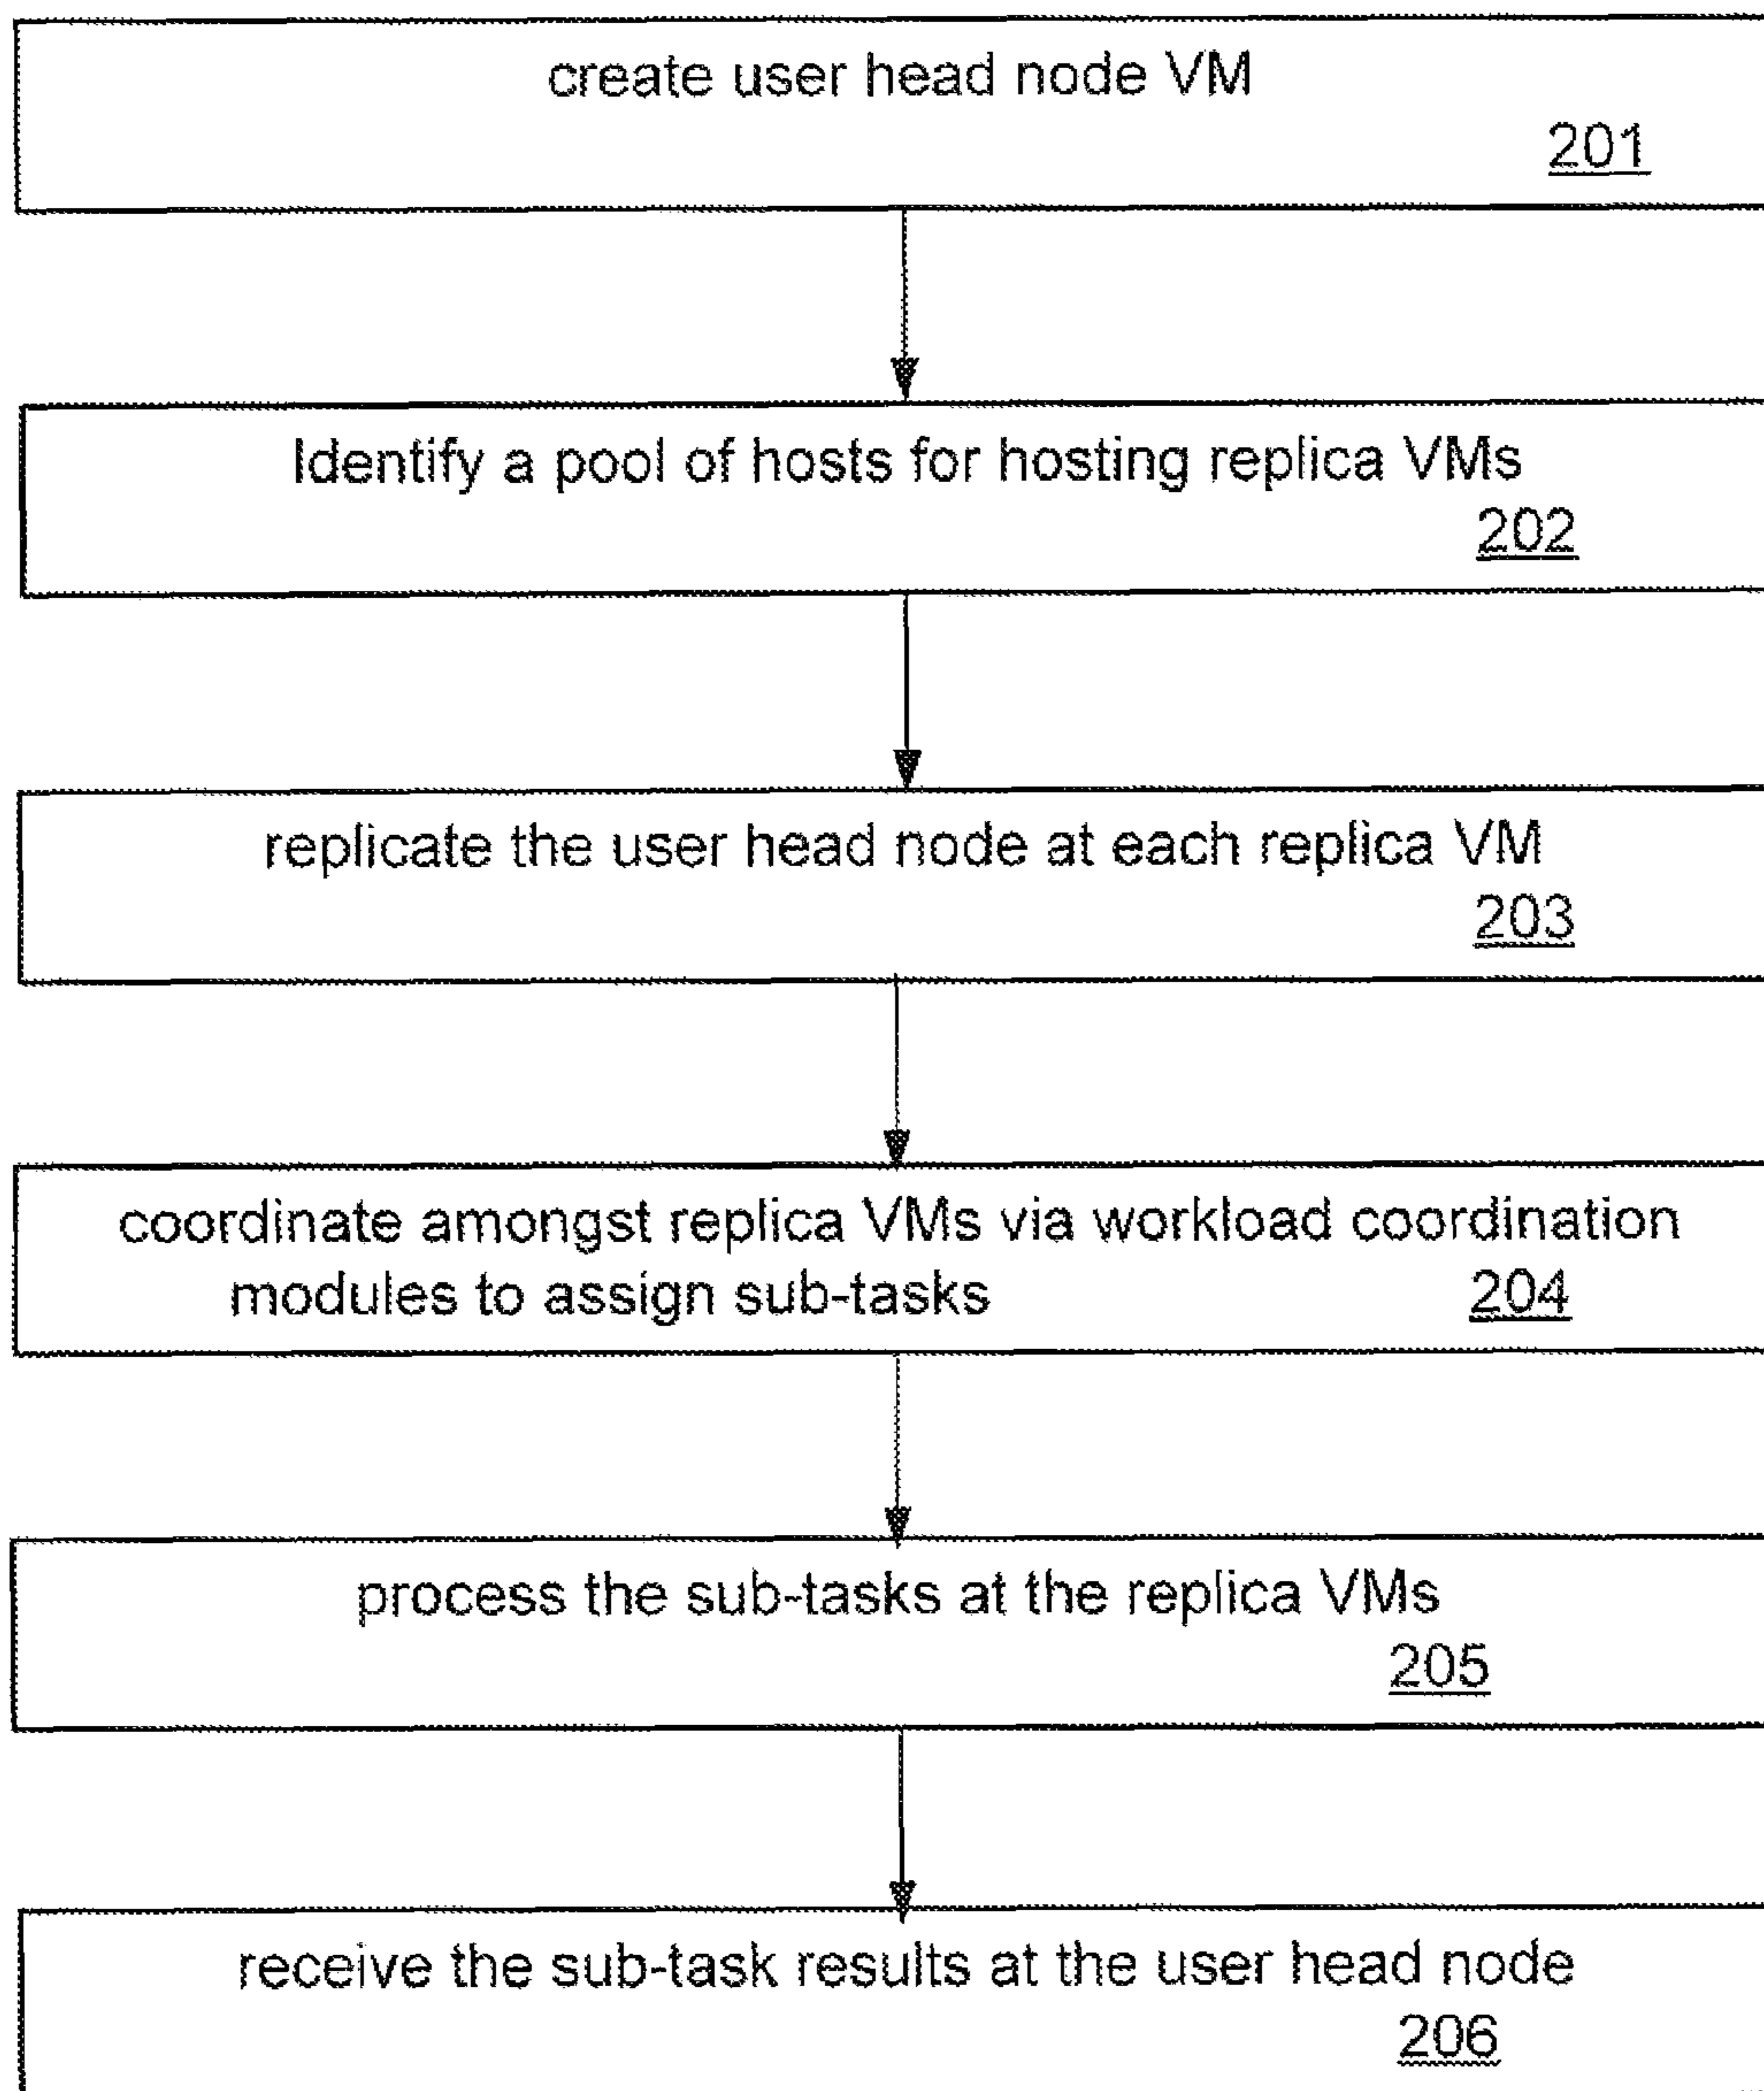 create user head node VM
201
Identify a pool of hosts for hosting replica VMs
202
replicate the user head node at each replica VM
203
coordinate amongst replica VMs via workload coordination
modules to assign sub-tasks 204
process the sub-tasks at the replica VMs
205
receive the sub-task results at the user head node
206